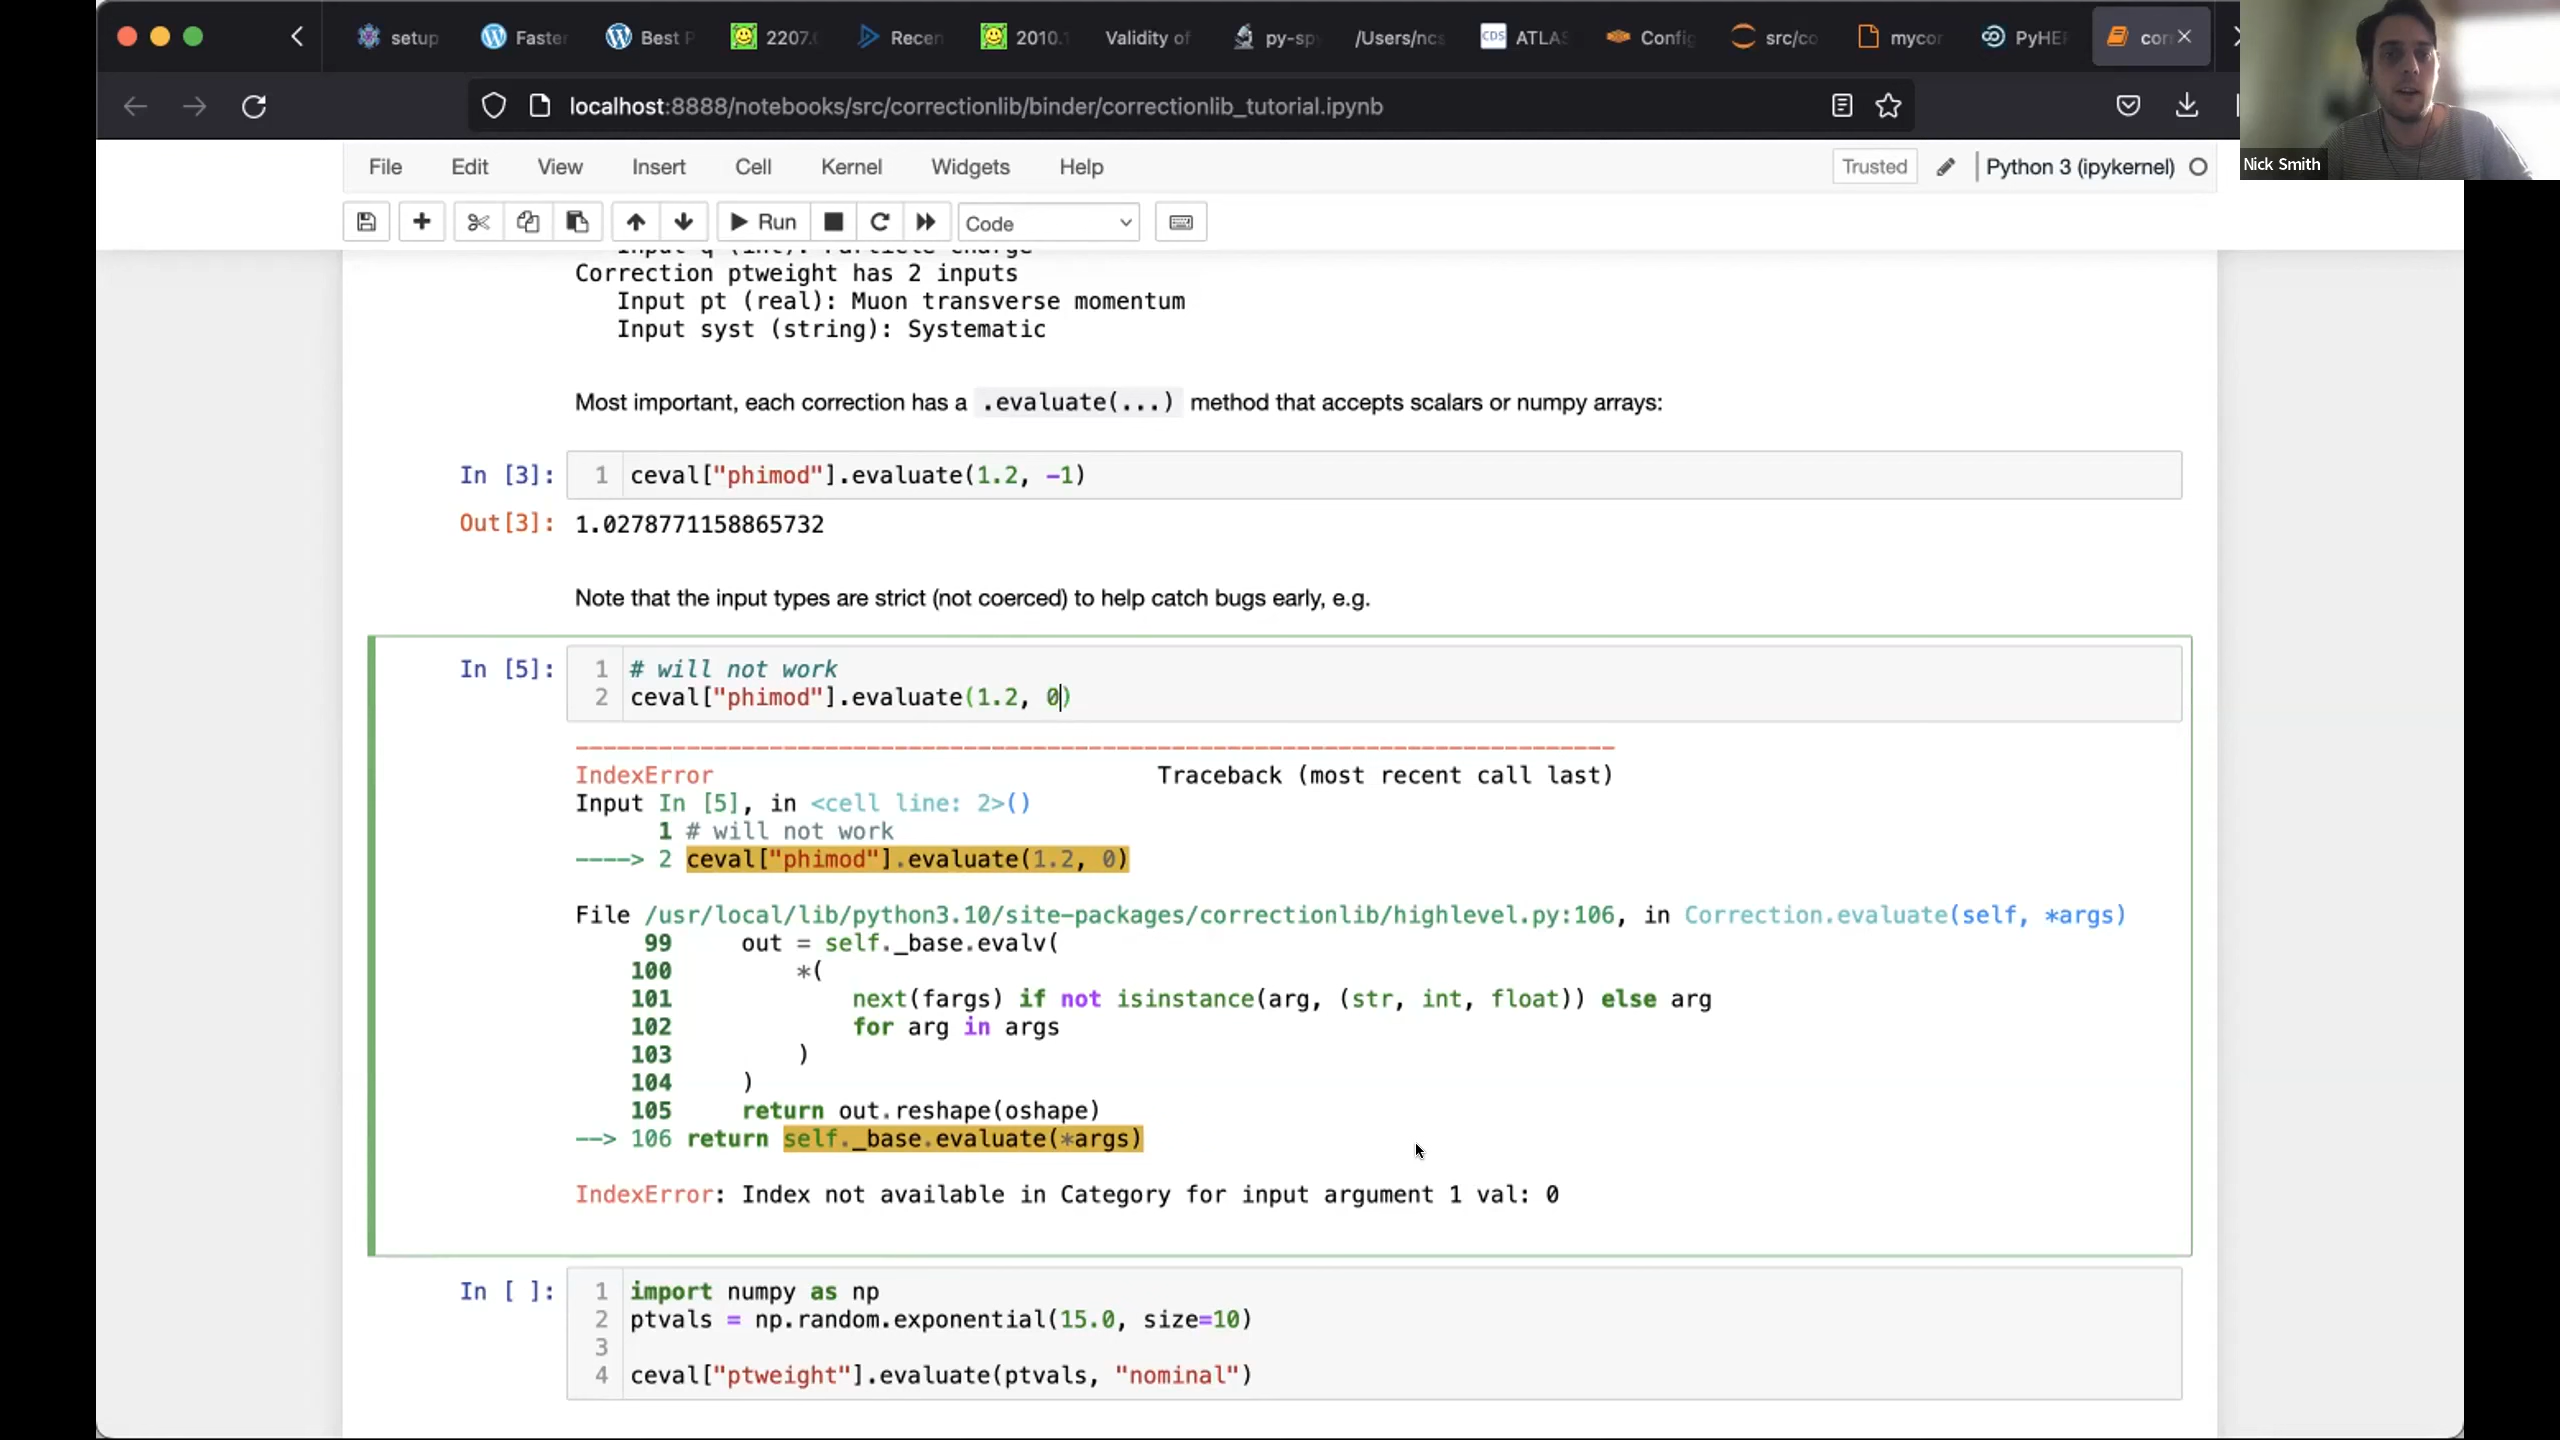 setup
Faster
Best P
2207.
Recen
2010.1
Validity of
py-sp
/Users/ncs
CDS
ATLAS
Config
src/co
mycor
PyHEP
cor
localhost:8888/notebooks/src/correctionlib/binder/correctionlib_tutorial.ipynb
Nick Smith
File Edit View Insert Cell Kernel Widgets Help
Trusted
Python 3 (ipykernel)
Run
Code
Correction ptweight has 2 inputs
Input pt (real): Muon transverse momentum
Input syst (string): Systematic
Most important, each correction has a .evaluate(...) method that accepts scalars or numpy arrays:
In [3]: 1 ceval["phimod"].evaluate(1.2, -1)
Out[3]: 1.0278771158865732
Note that the input types are strict (not coerced) to help catch bugs early, e.g.
In [5]: 1 # will not work
2 ceval["phimod"].evaluate(1.2, 0)
---------------------------------------------------------------------------
IndexError Traceback (most recent call last)
Input In [5], in <cell line: 2>()
1 # will not work
----> 2 ceval["phimod"].evaluate(1.2, 0)
File /usr/local/lib/python3.10/site-packages/correctionlib/highlevel.py:106, in Correction.evaluate(self, *args)
99 out = self._base.evalv(
100 *(
101 next(fargs) if not isinstance(arg, (str, int, float)) else arg
102 for arg in args
103 )
104 )
105 return out.reshape(oshape)
--> 106 return self._base.evaluate(*args)
IndexError: Index not available in Category for input argument 1 val: 0
In [ ]: 1 import numpy as np
2 ptvals = np.random.exponential(15.0, size=10)
3
4 ceval["ptweight"].evaluate(ptvals, "nominal")